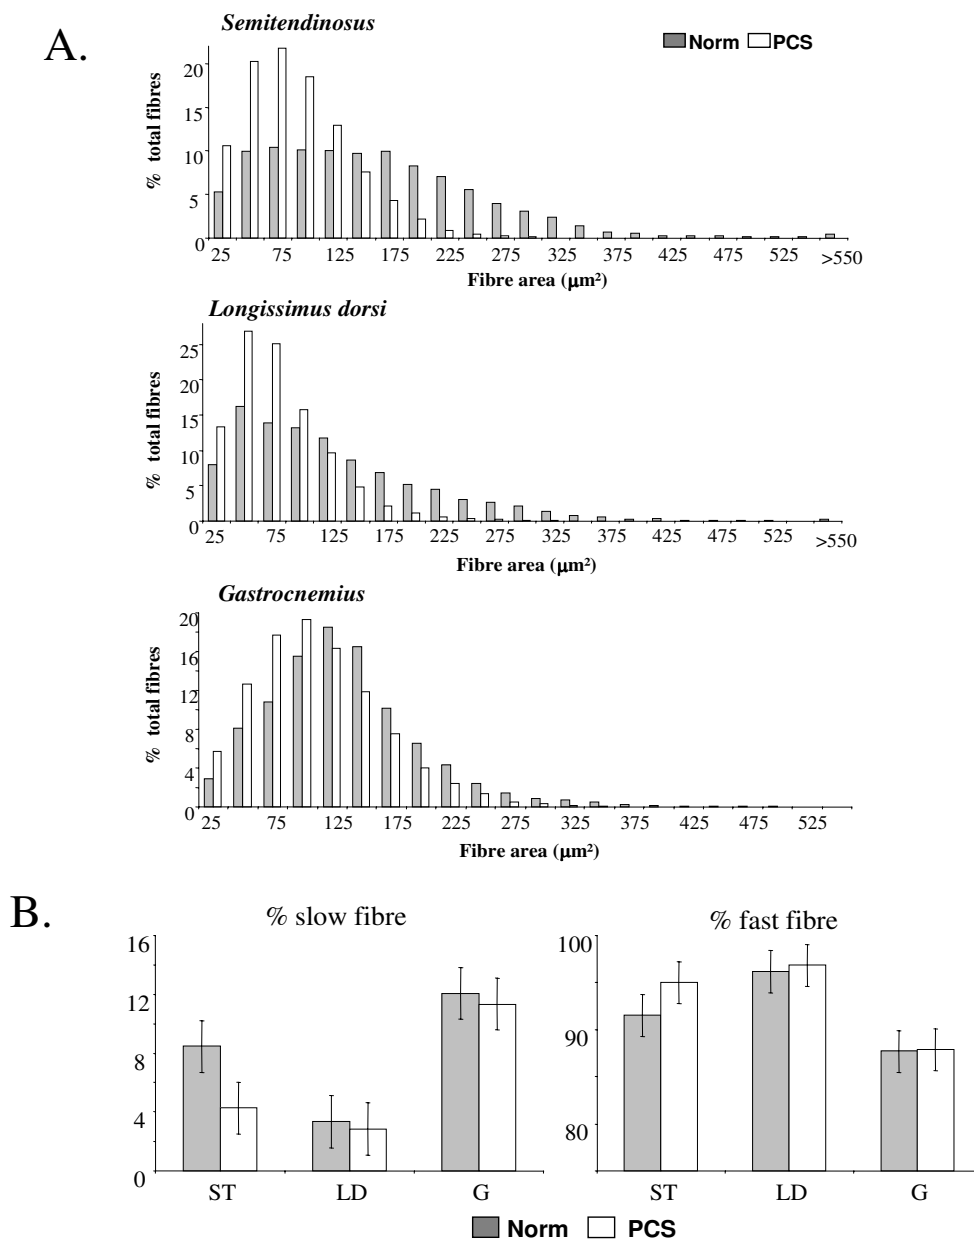 A.
Semitendinosus
Norm PCS
% total fibres
20
15
10
5
0
25 75 125 175 225 275 325 375 425 475 525 >550
Fibre area (µm²)
Longissimus dorsi
% total fibres
25
20
15
10
5
0
25 75 125 175 225 275 325 375 425 475 525 >550
Fibre area (µm²)
Gastrocnemius
% total fibres
20
16
12
8
4
0
25 75 125 175 225 275 325 375 425 475 525
Fibre area (µm²)
B.
% slow fibre
16
12
8
4
0
ST LD G
% fast fibre
100
90
80
ST LD G
Norm PCS